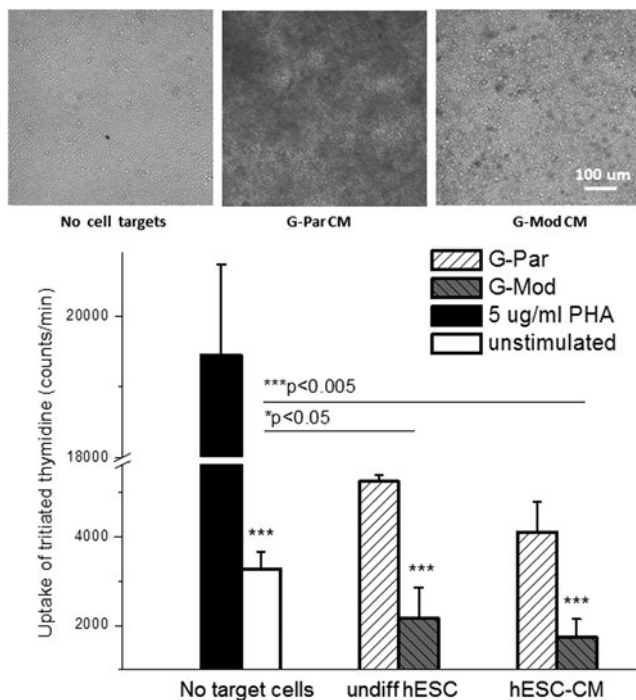 100 um
No cell targets G-Par CM G-Mod CM
G-Par
G-Mod
5 ug/ml PHA
unstimulated
20000
***p<0.005
*p<0.05
18000
Uptake of tritiated thymidine (counts/min)
4000
***
***
***
2000
No target cells undiff hESC hESC-CM